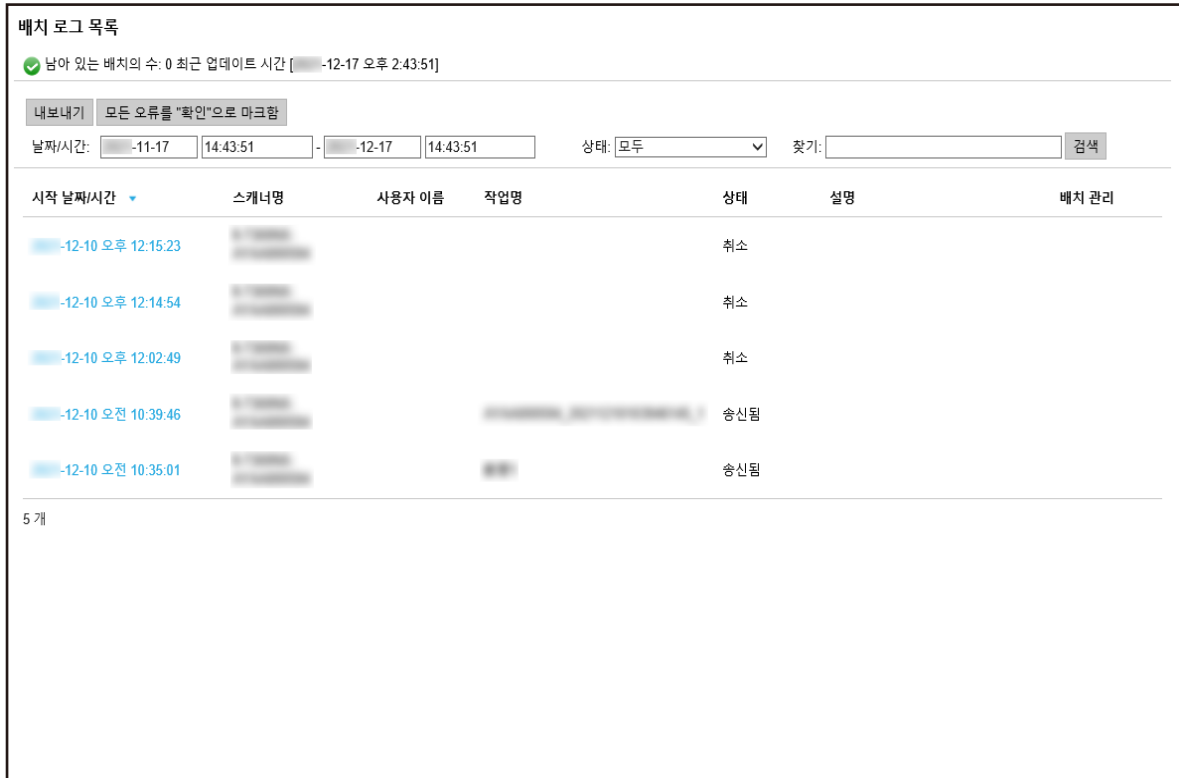 배치 로그 목록
남아 있는 배치의 수: 0 최근 업데이트 시간 [ -12-17 오후 2:43:51]
내보내기 모든 오류를 "확인"으로 마크함
날짜/시간: -11-17 14:43:51 - -12-17 14:43:51 상태: 모두 찾기: 검색
시작 날짜/시간 스캐너명 사용자 이름 작업명 상태 설명 배치 관리
-12-10 오후 12:15:23 취소
-12-10 오후 12:14:54 취소
-12-10 오후 12:02:49 취소
-12-10 오전 10:39:46 송신됨
-12-10 오전 10:35:01 송신됨
5 개